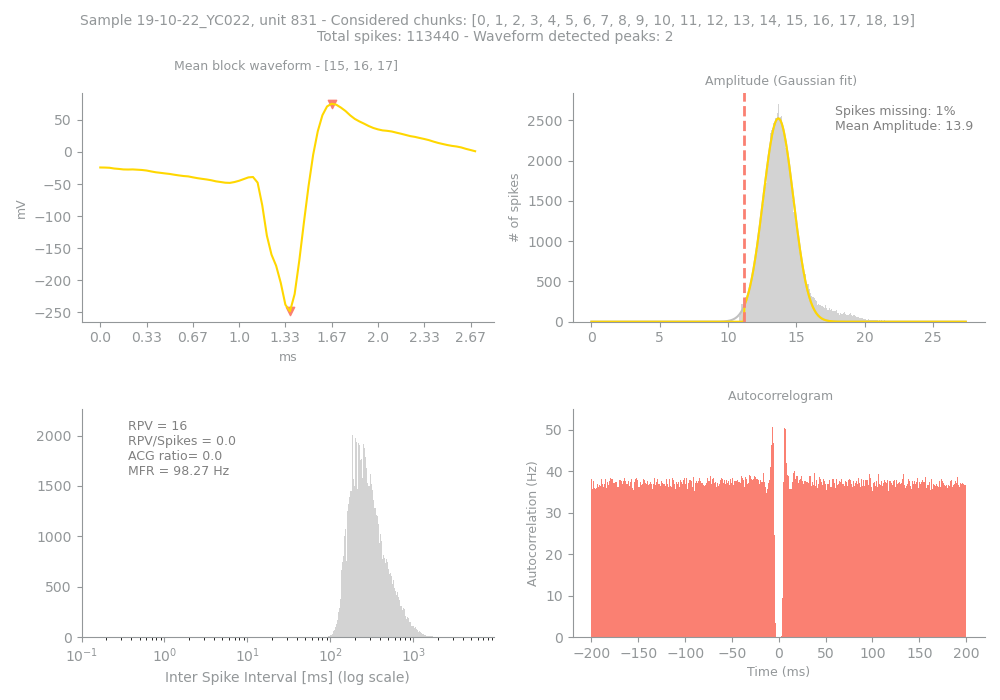 Sample 19-10-22_YC022, unit 831 - Considered chunks: [0, 1, 2, 3, 4, 5, 6, 7, 8, 9, 10, 11, 12, 13, 14, 15, 16, 17, 18, 19]
Total spikes: 113440 - Waveform detected peaks: 2
Mean block waveform - [15, 16, 17]
50
0
−50
−100
−150
−200
−250
mV
0.0 0.33 0.67 1.0 1.33 1.67 2.0 2.33 2.67
ms
Amplitude (Gaussian fit)
Spikes missing: 1%
Mean Amplitude: 13.9
2500
2000
1500
1000
500
0
# of spikes
0 5 10 15 20 25
RPV = 16
RPV/Spikes = 0.0
ACG ratio= 0.0
MFR = 98.27 Hz
2000
1500
1000
500
0
10⁻¹ 10⁰ 10¹ 10² 10³
Inter Spike Interval [ms] (log scale)
Autocorrelogram
50
40
30
20
10
0
Autocorrelation (Hz)
−200 −150 −100 −50 0 50 100 150 200
Time (ms)